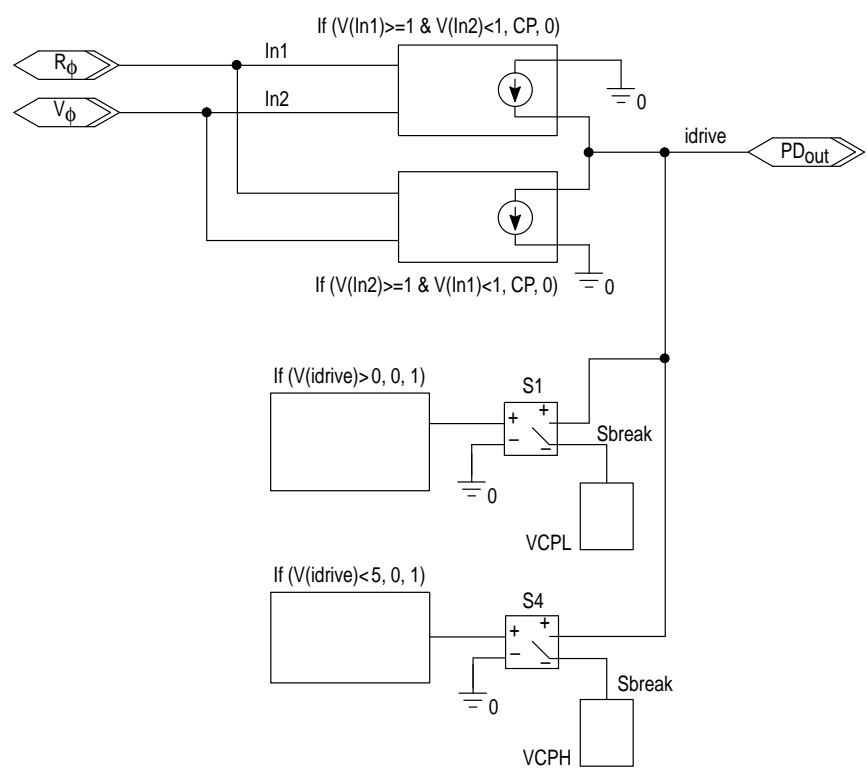 If (V(In1)>=1 & V(In2)<1, CP, 0)
Rϕ
In1
Vϕ
In2
0
idrive
PDout
0
If (V(In2)>=1 & V(In1)<1, CP, 0)
If (V(idrive)>0, 0, 1)
S1
+
+
−
−
Sbreak
0
VCPL
If (V(idrive)<5, 0, 1)
S4
+
+
−
−
Sbreak
0
VCPH